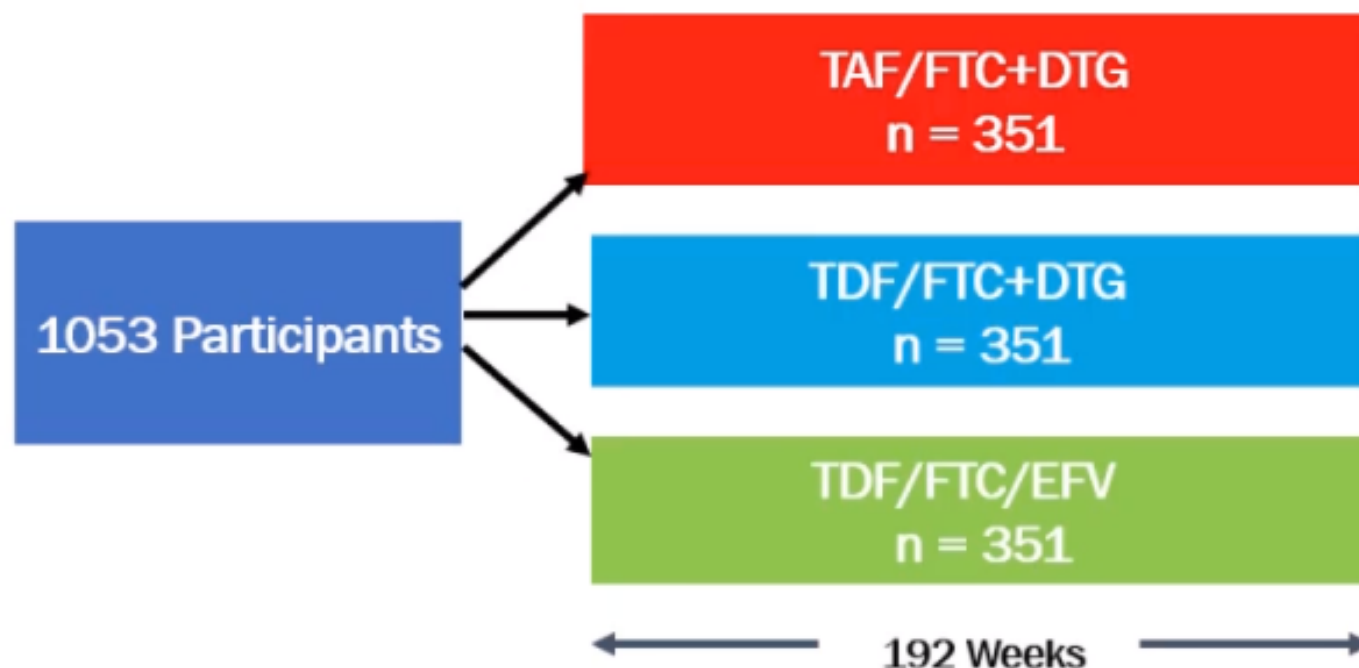 TAF/FTC+DTG
n = 351
1053 Participants
TDF/FTC+DTG
n = 351
TDF/FTC/EFV
n = 351
192 Weeks